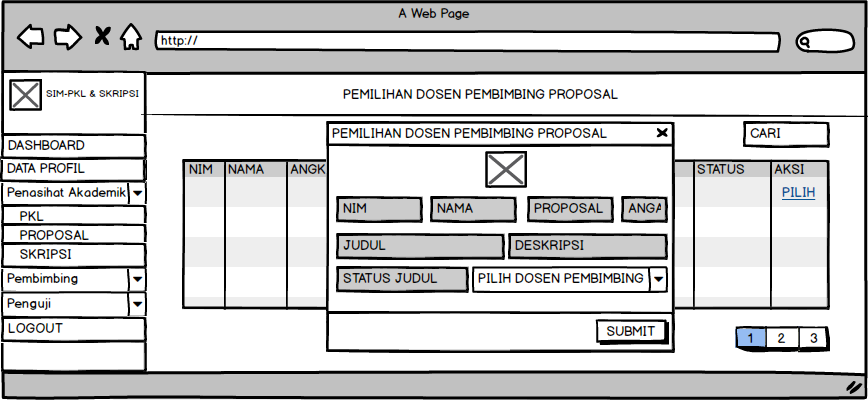 A Web Page
http://
SIM-PKL & SKRIPSI
PEMILIHAN DOSEN PEMBIMBING PROPOSAL
DASHBOARD
DATA PROFIL
Penasihat Akademik
PKL
PROPOSAL
SKRIPSI
Pembimbing
Penguji
LOGOUT
CARI
NIM NAMA ANGK STATUS AKSI
PILIH
PEMILIHAN DOSEN PEMBIMBING PROPOSAL
NIM NAMA PROPOSAL ANGA
JUDUL DESKRIPSI
STATUS JUDUL PILIH DOSEN PEMBIMBING
SUBMIT
1 2 3